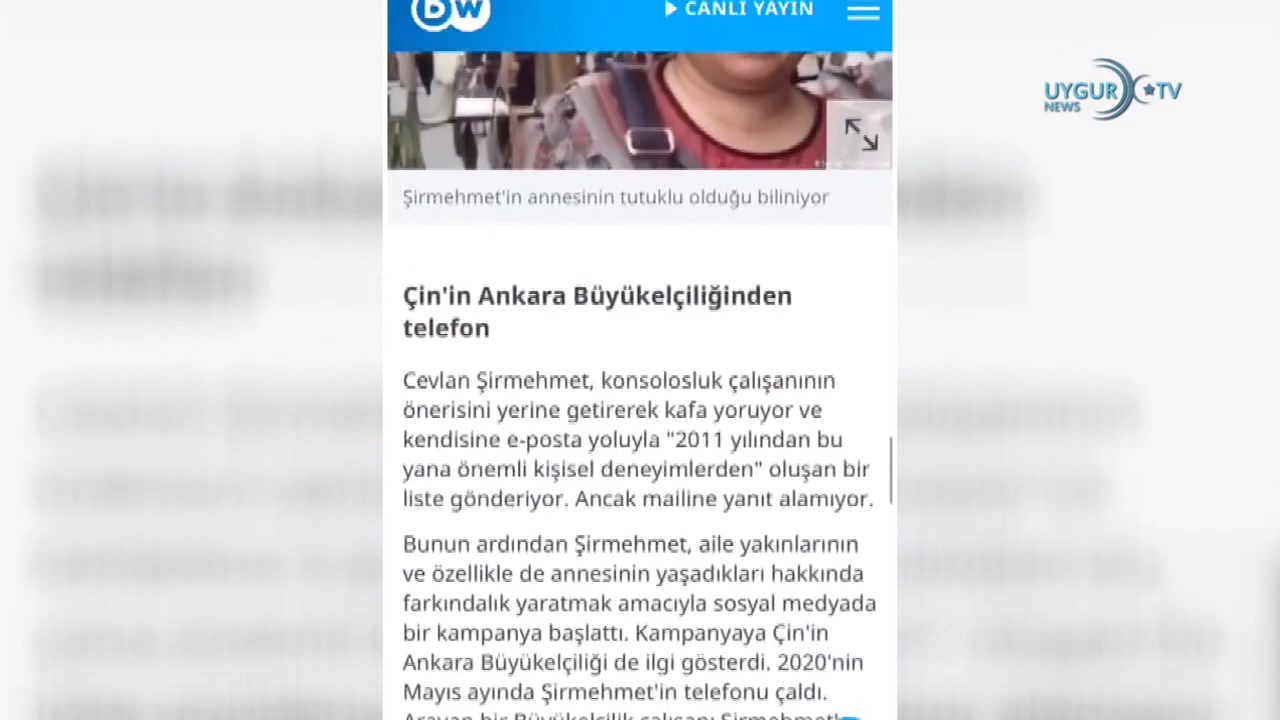 DW
CANLI YAYIN
UYGUR TV
NEWS
Şirmehmet'in annesinin tutuklu olduğu biliniyor
Çin'in Ankara Büyükelçiliğinden
telefon
Cevlan Şirmehmet, konsolosluk çalışanının
önerisini yerine getirerek kafa yoruyor ve
kendisine e-posta yoluyla "2011 yılından bu
yana önemli kişisel deneyimlerden" oluşan bir
liste gönderiyor. Ancak mailine yanıt alamıyor.
Bunun ardından Şirmehmet, aile yakınlarının
ve özellikle de annesinin yaşadıkları hakkında
farkındalık yaratmak amacıyla sosyal medyada
bir kampanya başlattı. Kampanyaya Çin'in
Ankara Büyükelçiliği de ilgi gösterdi. 2020'nin
Mayıs ayında Şirmehmet'in telefonu çaldı.
Arayan bir Büyükelçilik çalışanı